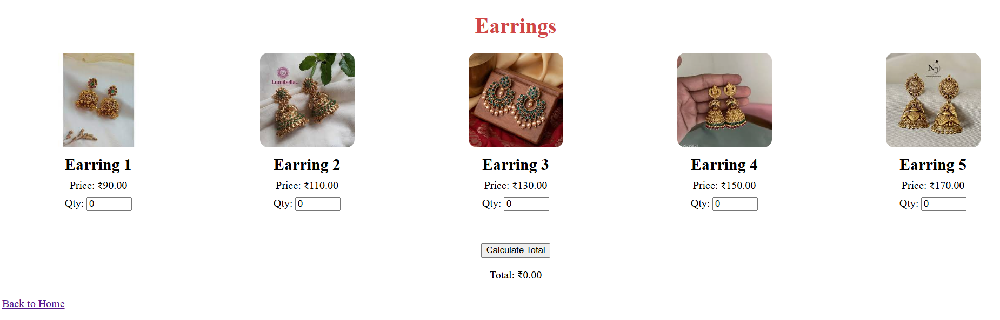 Earrings
Lumibella
NJ
279219828
Earring 1
Earring 2
Earring 3
Earring 4
Earring 5
Price: ₹90.00
Price: ₹110.00
Price: ₹130.00
Price: ₹150.00
Price: ₹170.00
Qty: 0
Qty: 0
Qty: 0
Qty: 0
Qty: 0
Calculate Total
Total: ₹0.00
Back to Home